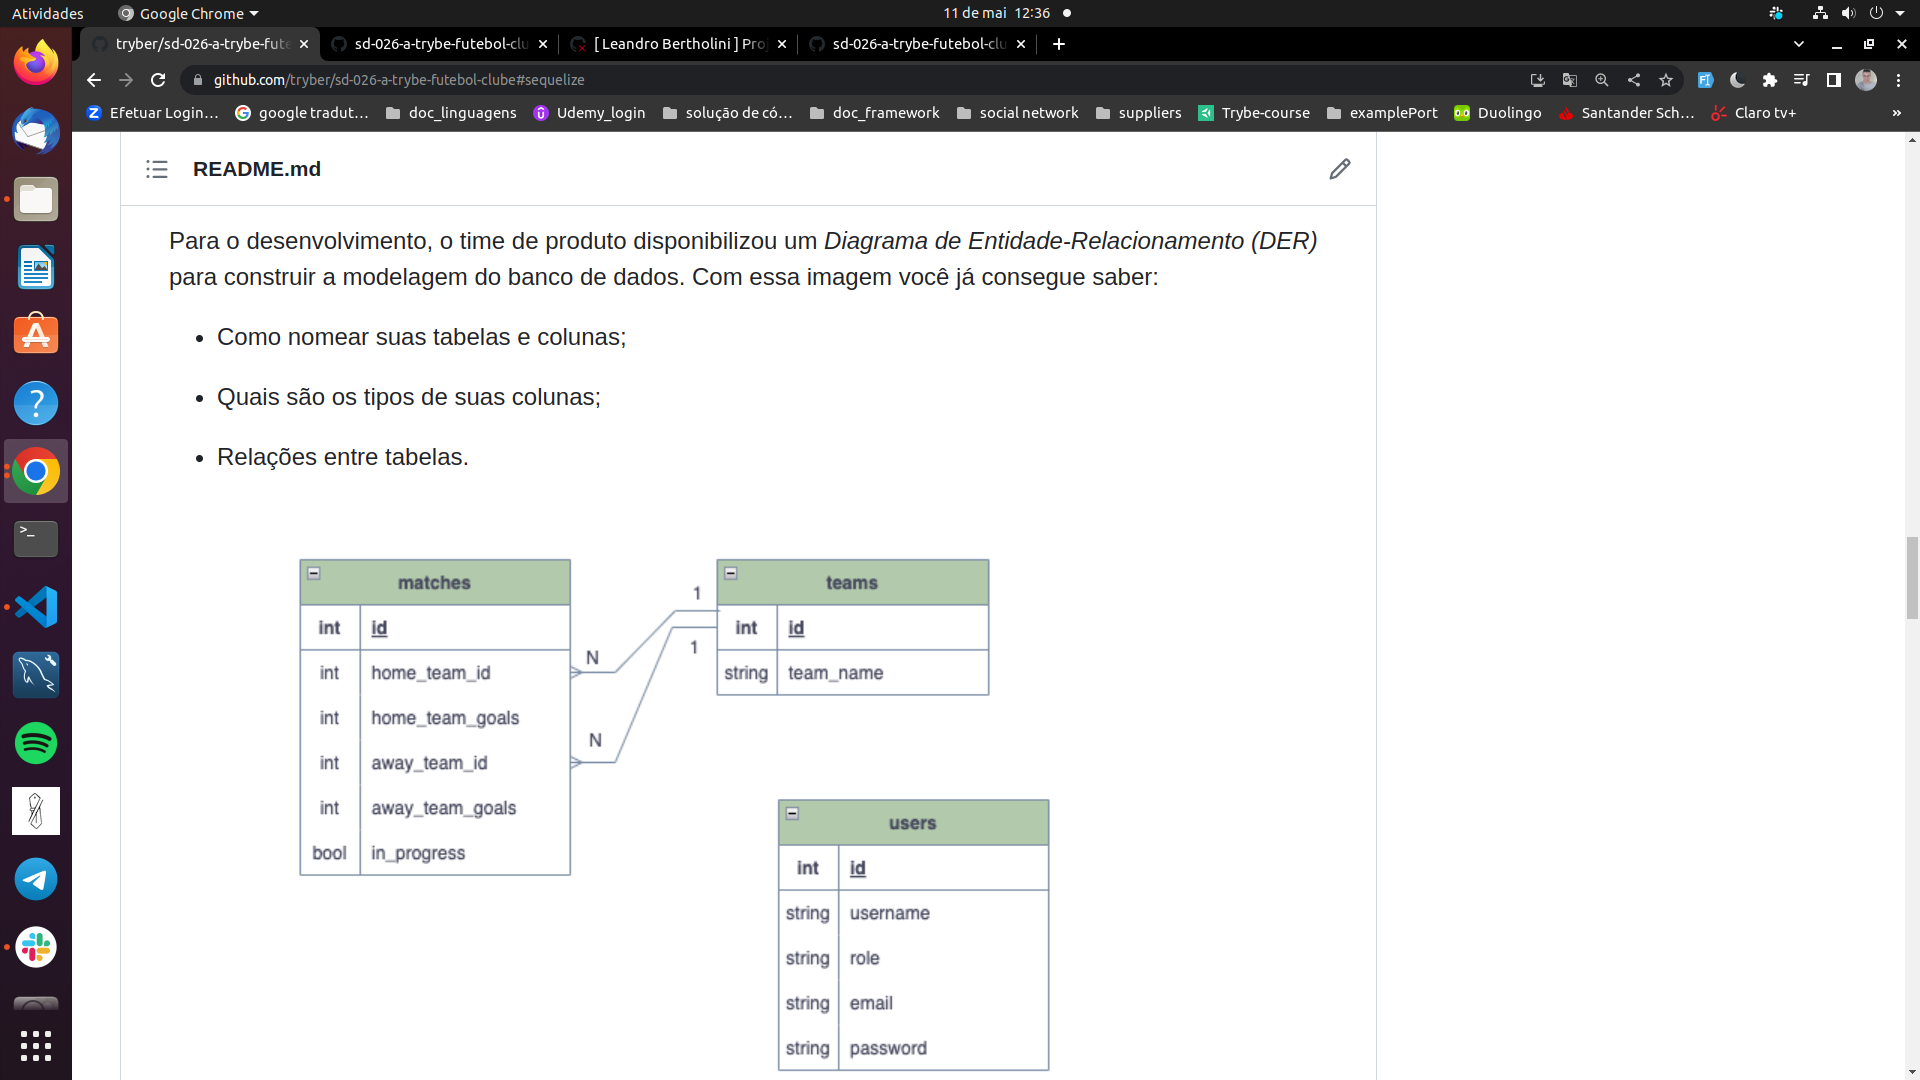 Atividades
Google Chrome
11 de mai 12:36
tryber/sd-026-a-trybe-fute
sd-026-a-trybe-futebol-clu
[ Leandro Bertholini ] Pro
sd-026-a-trybe-futebol-clu
github.com/tryber/sd-026-a-trybe-futebol-clube#sequelize
Efetuar Login…
google tradut…
doc_linguagens
Udemy_login
solução de có…
doc_framework
social network
suppliers
Trybe-course
examplePort
Duolingo
Santander Sch…
Claro tv+
»
README.md
Para o desenvolvimento, o time de produto disponibilizou um Diagrama de Entidade-Relacionamento (DER)
para construir a modelagem do banco de dados. Com essa imagem você já consegue saber:
• Como nomear suas tabelas e colunas;
• Quais são os tipos de suas colunas;
• Relações entre tabelas.
matches
int id
int home_team_id
int home_team_goals
int away_team_id
int away_team_goals
bool in_progress
N
N
1
1
teams
int id
string team_name
users
int id
string username
string role
string email
string password